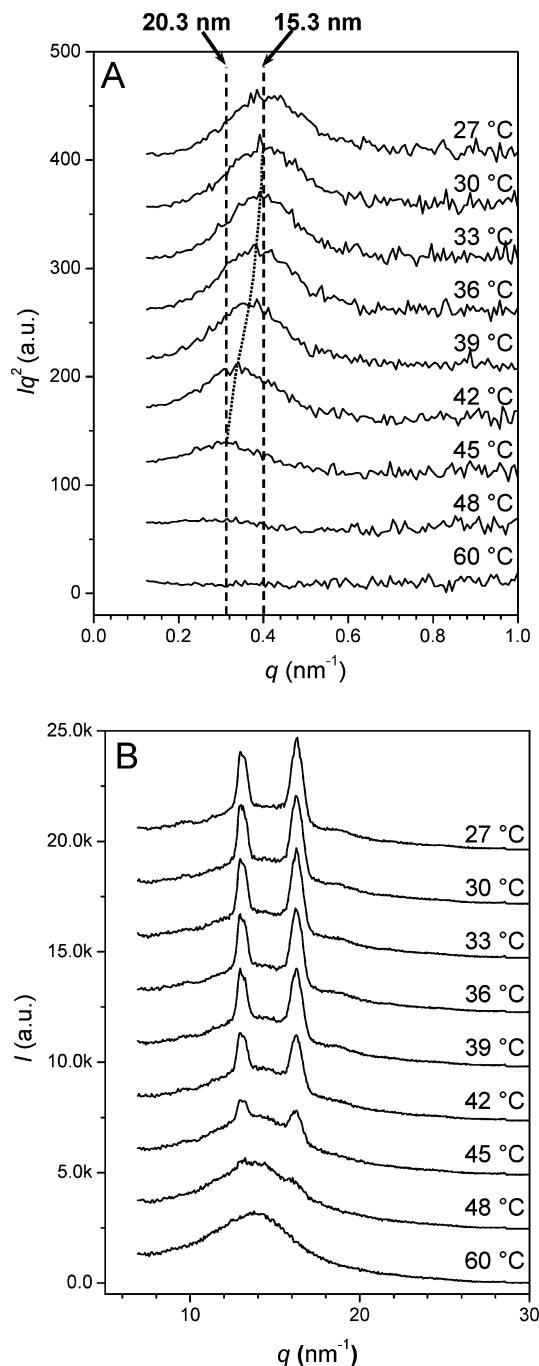 20.3 nm 15.3 nm
A
500
400
300
200
100
0
Iq² (a.u.)
27 °C
30 °C
33 °C
36 °C
39 °C
42 °C
45 °C
48 °C
60 °C
0.0 0.2 0.4 0.6 0.8 1.0
q (nm⁻¹)
B
25.0k
20.0k
15.0k
10.0k
5.0k
0.0
I (a.u.)
27 °C
30 °C
33 °C
36 °C
39 °C
42 °C
45 °C
48 °C
60 °C
10 20 30
q (nm⁻¹)